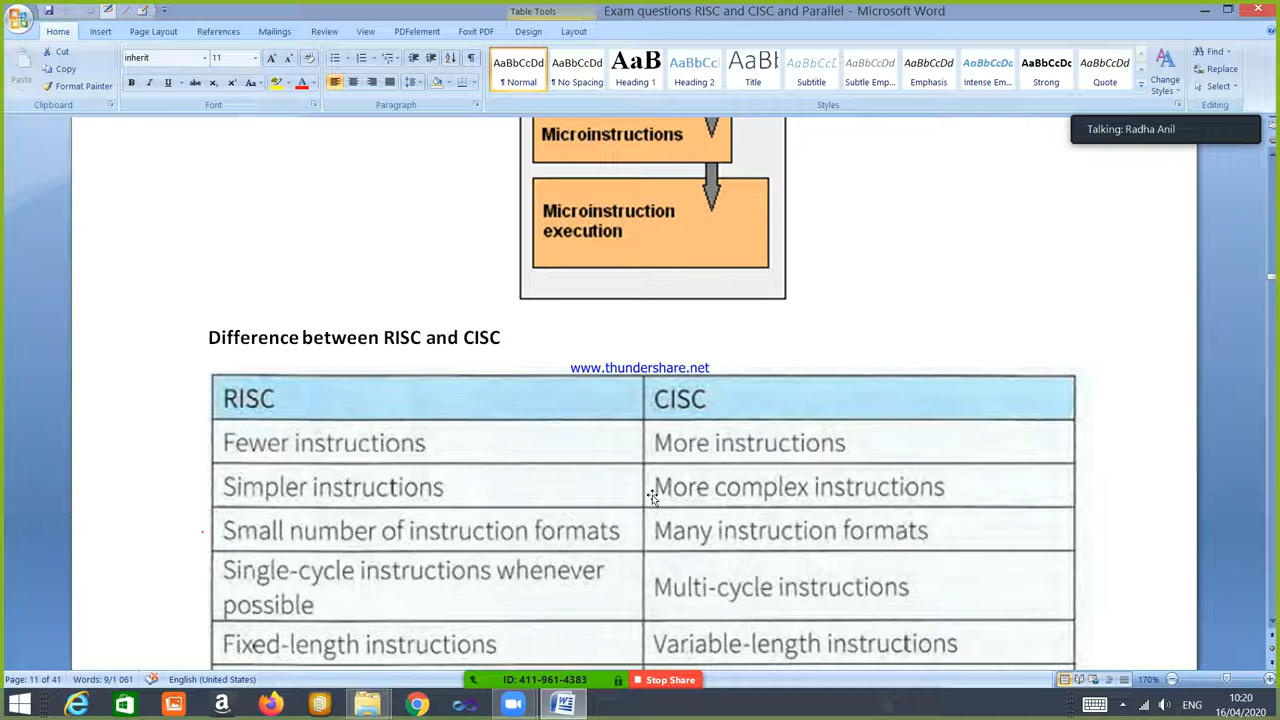 Table Tools
Exam questions RISC and CISC and Parallel - Microsoft Word
Home Insert Page Layout References Mailings Review View PDFelement Foxit PDF Design Layout
Paste
Cut
Copy
Format Painter
Clipboard
inherit 11
Font
Paragraph
AaBbCcDd AaBbCcDd AaB AaBbCc AaBb AaBbCcI AaBbCcDd AaBbCcDd AaBbCcDd AaBbCcDd AaBbCcDd
¶ Normal ¶ No Spacing Heading 1 Heading 2 Title Subtitle Subtle Emp... Emphasis Intense Em... Strong Quote
Styles
Change
Styles
Find
Replace
Select
Editing
Talking: Radha Anil
Microinstructions
Microinstruction
execution
Difference between RISC and CISC
www.thundershare.net
RISC CISC
Fewer instructions More instructions
Simpler instructions More complex instructions
Small number of instruction formats Many instruction formats
Single-cycle instructions whenever
possible Multi-cycle instructions
Fixed-length instructions Variable-length instructions
Page: 11 of 41 Words: 9/1 061 English (United States) ID: 411-961-4383 Stop Share 170%
ENG
10:20
16/04/2020